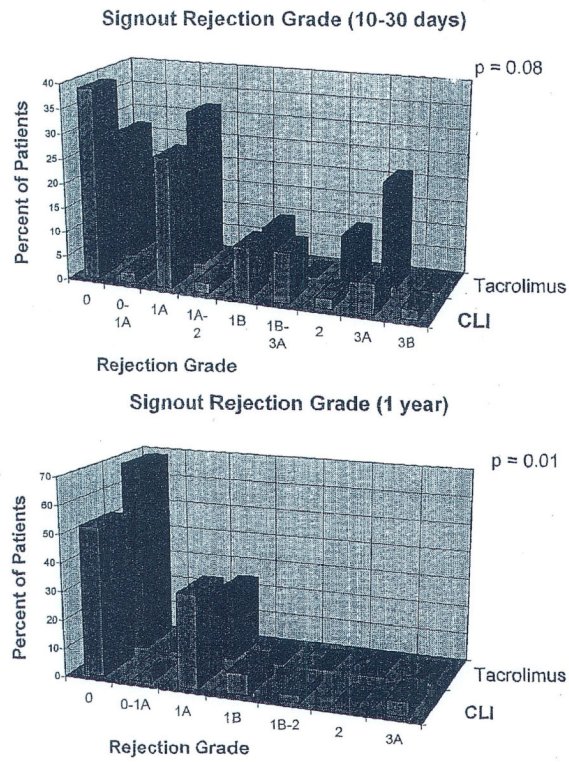 Signout Rejection Grade (10-30 days)
p = 0.08
Percent of Patients
40
35
30
25
20
15
10
5
0
0
0-
1A
1A
1A-
2
1B
1B-
3A
2
3A
3B
Tacrolimus
CLI
Rejection Grade
Signout Rejection Grade (1 year)
p = 0.01
Percent of Patients
70
60
50
40
30
20
10
0
0
0-1A
1A
1B
1B-2
2
3A
Tacrolimus
CLI
Rejection Grade